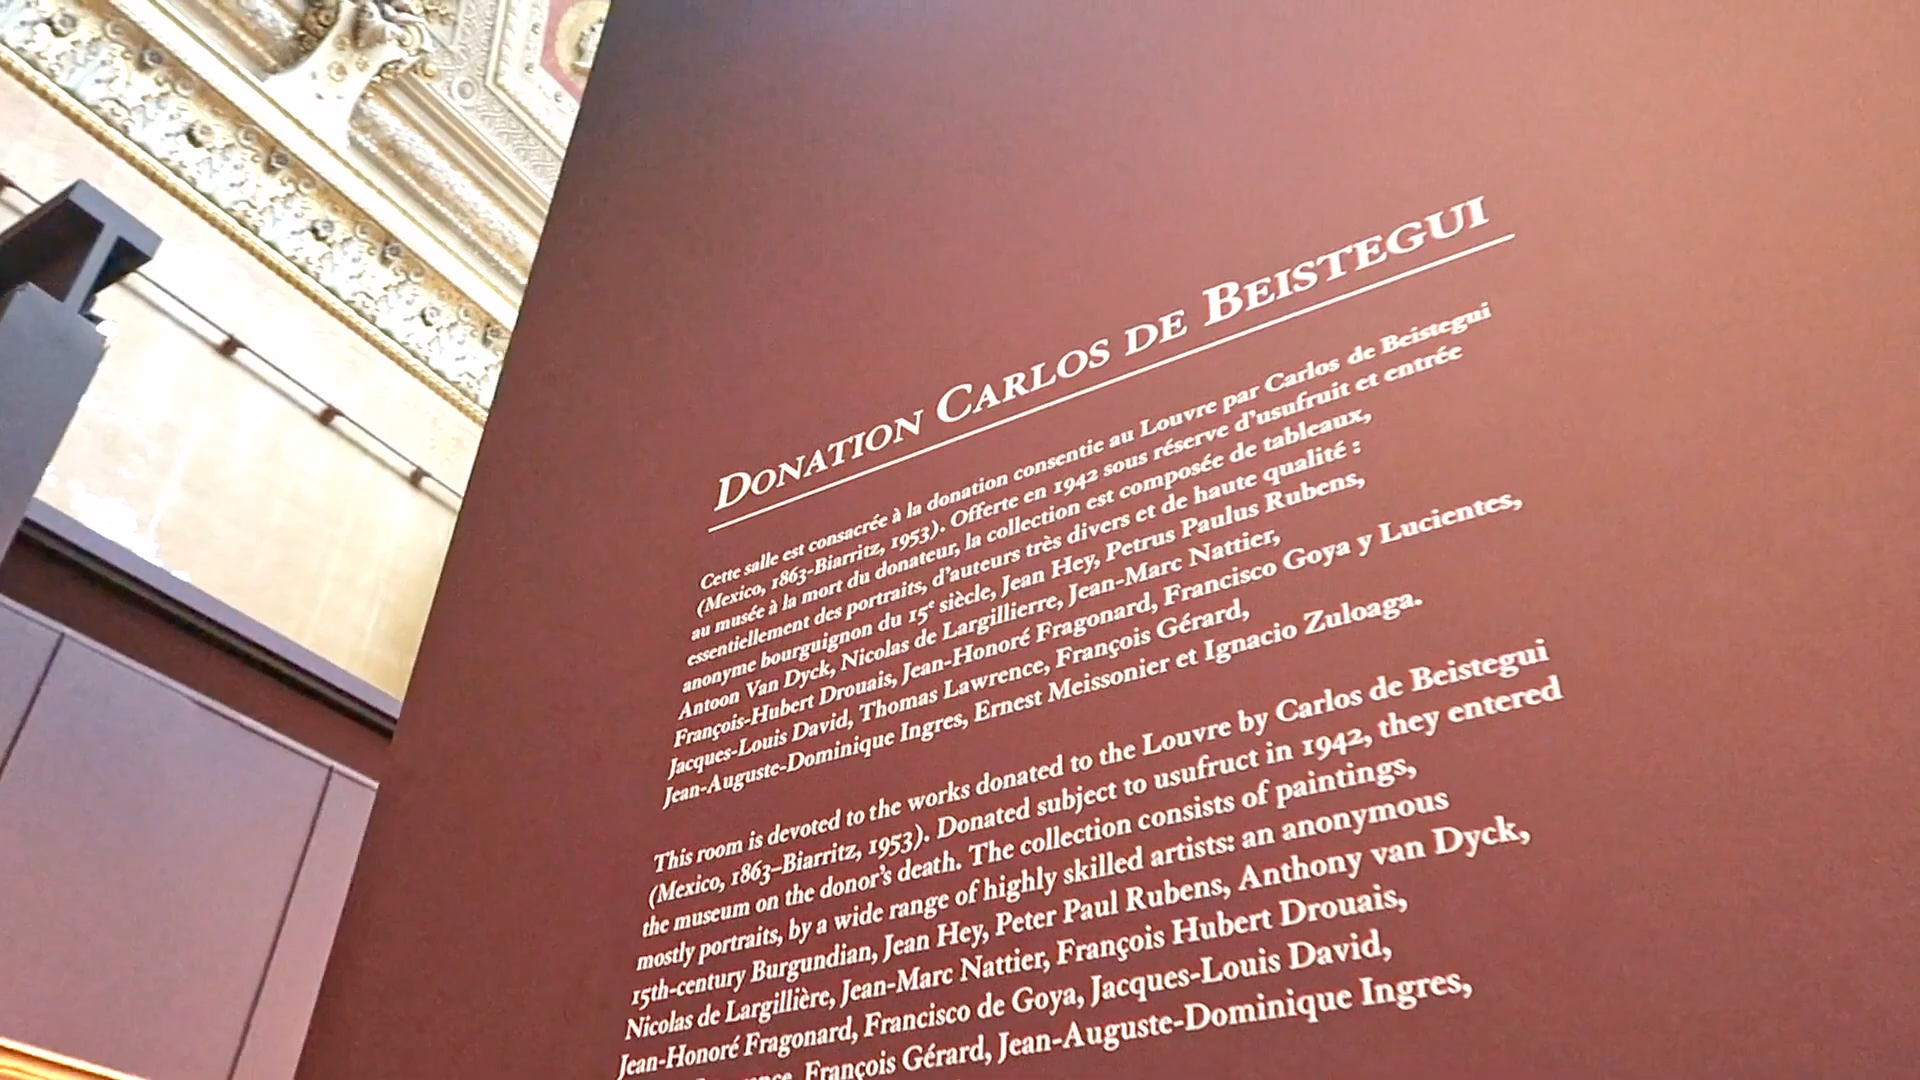 DONATION CARLOS DE BEISTEGUI
Cette salle est consacrée à la donation consentie au Louvre par Carlos de Beistegui
(Mexico, 1863-Biarritz, 1953). Offerte en 1942 sous réserve d'usufruit et entrée
au musée à la mort du donateur, la collection est composée de tableaux,
essentiellement des portraits, d'auteurs très divers et de haute qualité :
anonyme bourguignon du 15e siècle, Jean Hey, Petrus Paulus Rubens,
Antoon Van Dyck, Nicolas de Largillierre, Jean-Marc Nattier,
François-Hubert Drouais, Jean-Honoré Fragonard, Francisco Goya y Lucientes,
Jacques-Louis David, Thomas Lawrence, François Gérard,
Jean-Auguste-Dominique Ingres, Ernest Meissonier et Ignacio Zuloaga.
This room is devoted to the works donated to the Louvre by Carlos de Beistegui
(Mexico, 1863–Biarritz, 1953). Donated subject to usufruct in 1942, they entered
the museum on the donor's death. The collection consists of paintings,
mostly portraits, by a wide range of highly skilled artists: an anonymous
15th-century Burgundian, Jean Hey, Peter Paul Rubens, Anthony van Dyck,
Nicolas de Largillière, Jean-Marc Nattier, François Hubert Drouais,
Jean-Honoré Fragonard, Francisco de Goya, Jacques-Louis David,
François Gérard, Jean-Auguste-Dominique Ingres,